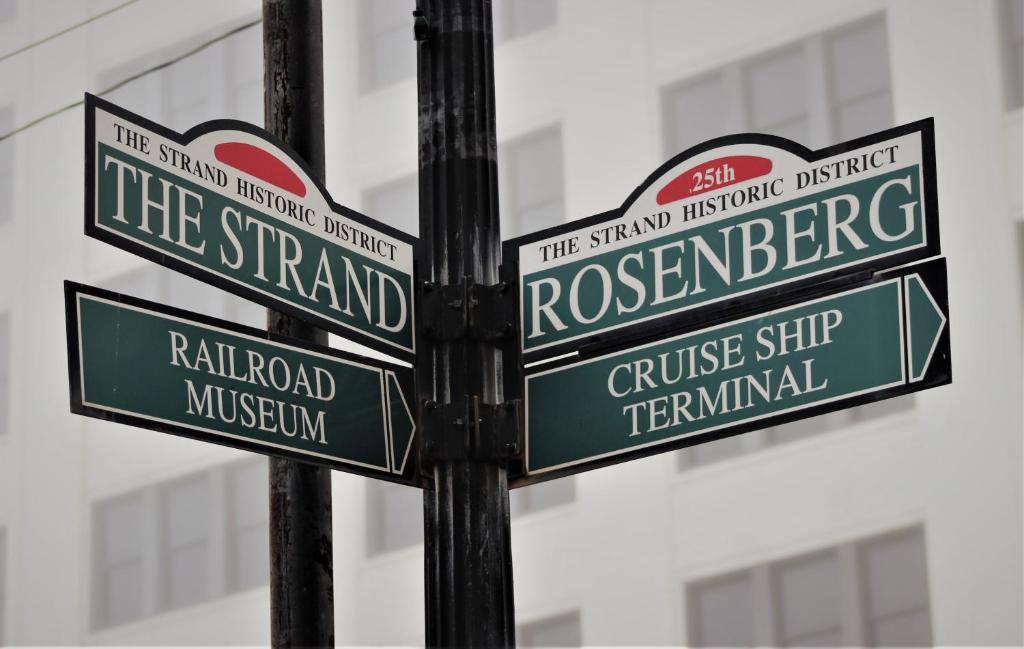 THE STRAND HISTORIC DISTRICT
THE STRAND
RAILROAD
MUSEUM
25th
THE STRAND HISTORIC DISTRICT
ROSENBERG
CRUISE SHIP
TERMINAL